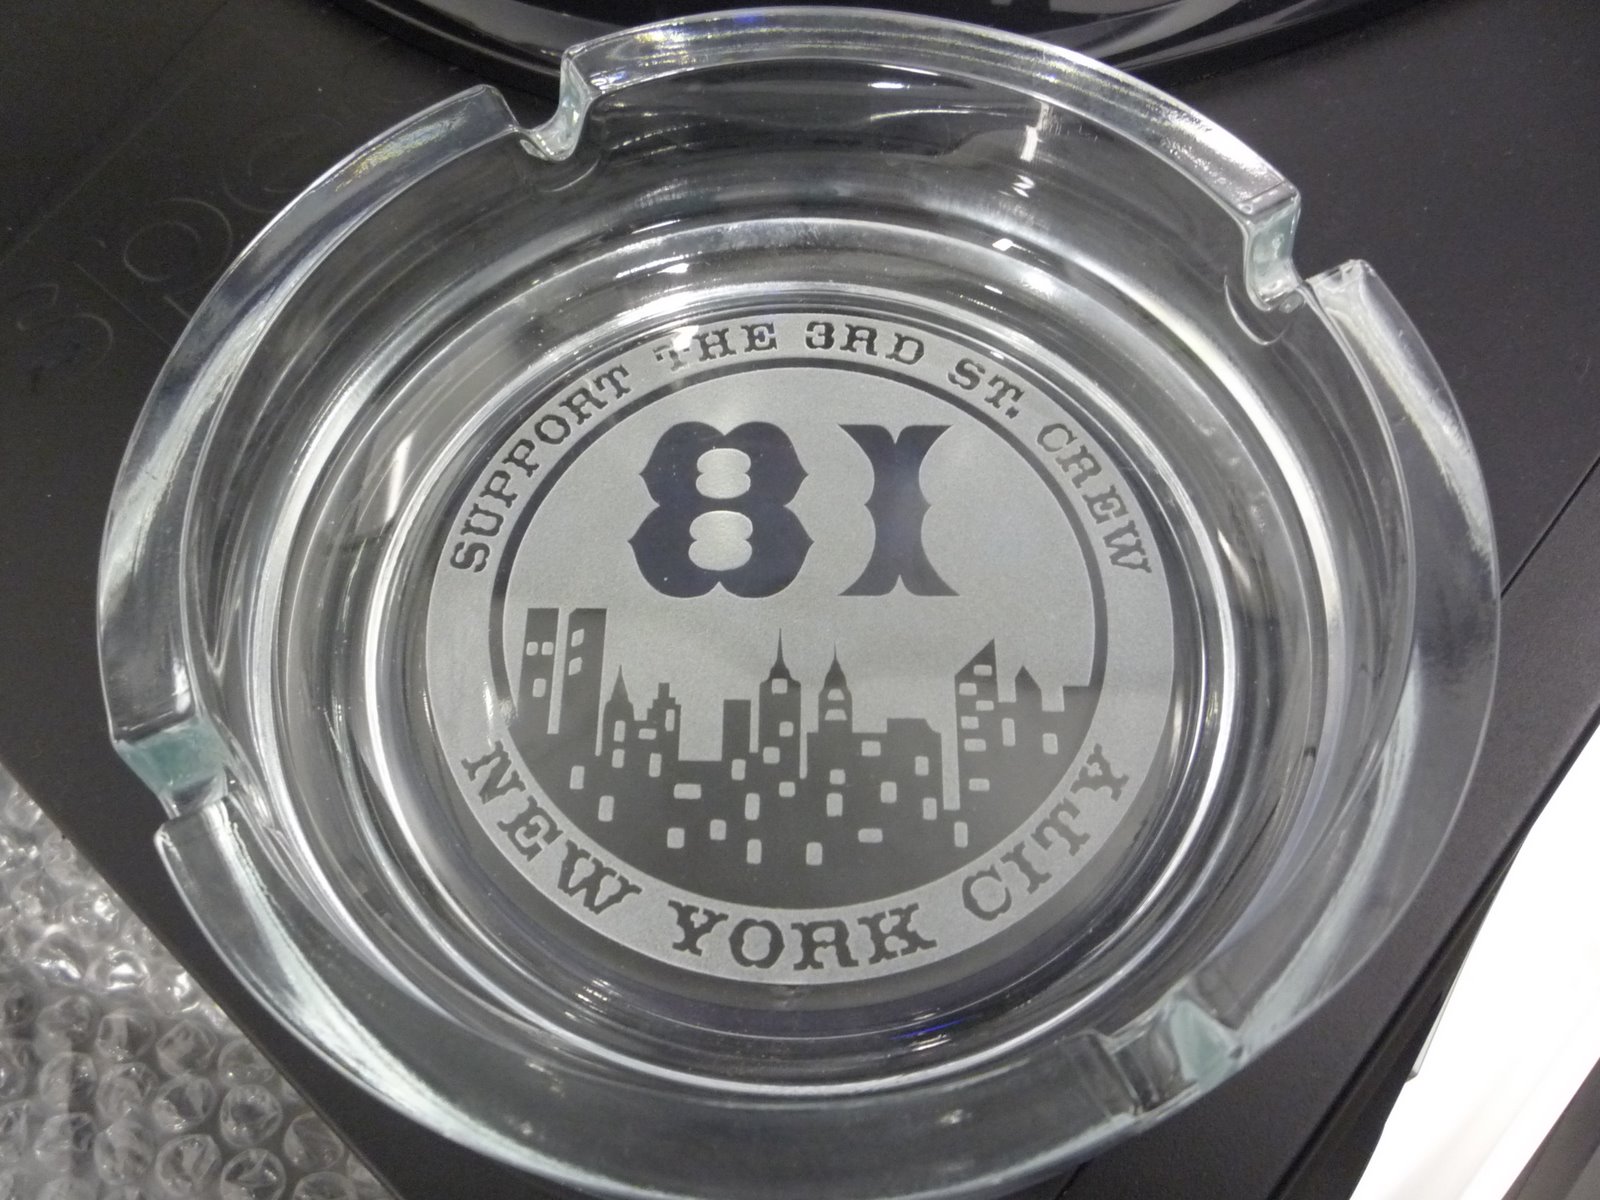 SUPPORT THE 3RD ST. CREW
81
NEW YORK CITY